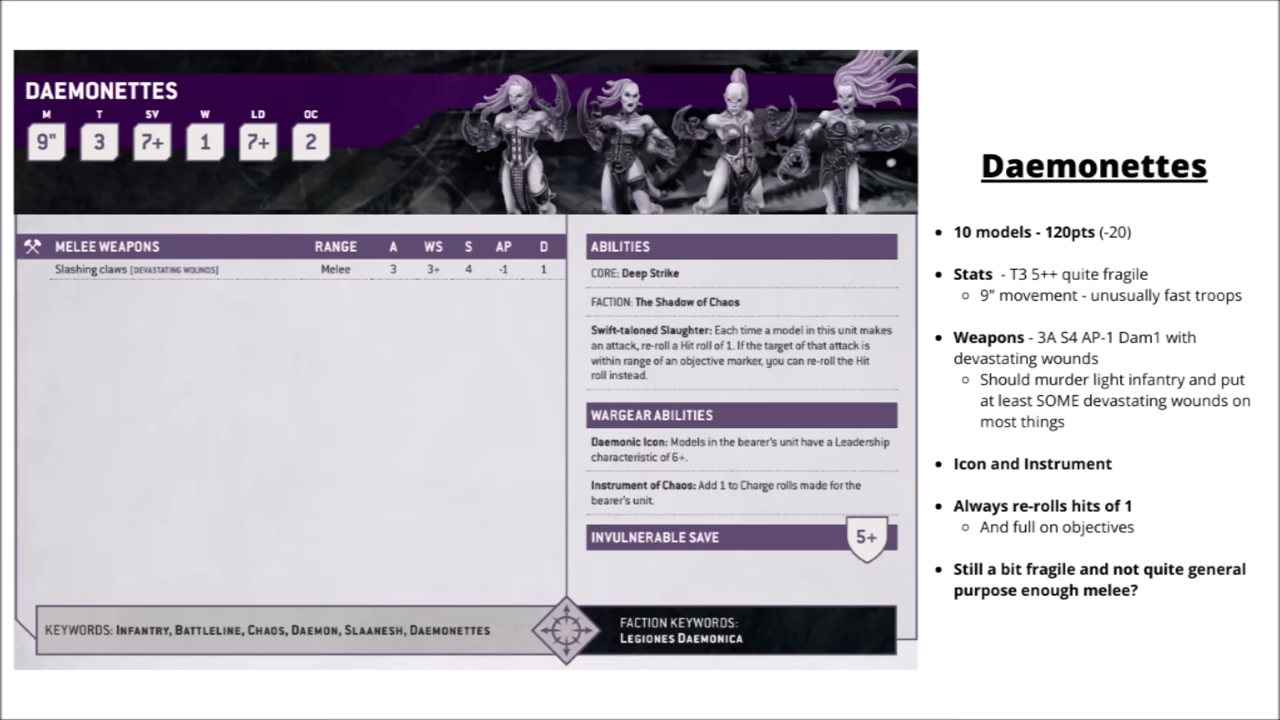 DAEMONETTES
M T SV W LD OC
9" 3 7+ 1 7+ 2
MELEE WEAPONS RANGE A WS S AP D
Slashing claws [DEVASTATING WOUNDS] Melee 3 3+ 4 -1 1
ABILITIES
CORE: Deep Strike
FACTION: The Shadow of Chaos
Swift-taloned Slaughter: Each time a model in this unit makes
an attack, re-roll a Hit roll of 1. If the target of that attack is
within range of an objective marker, you can re-roll the Hit
roll instead.
WARGEAR ABILITIES
Daemonic Icon: Models in the bearer's unit have a Leadership
characteristic of 6+.
Instrument of Chaos: Add 1 to Charge rolls made for the
bearer's unit.
INVULNERABLE SAVE 5+
KEYWORDS: INFANTRY, BATTLELINE, CHAOS, DAEMON, SLAANESH, DAEMONETTES
FACTION KEYWORDS:
LEGIONES DAEMONICA
Daemonettes
• 10 models - 120pts (-20)
• Stats - T3 5++ quite fragile
○ 9" movement - unusually fast troops
• Weapons - 3A S4 AP-1 Dam1 with
devastating wounds
○ Should murder light infantry and put
at least SOME devastating wounds on
most things
• Icon and Instrument
• Always re-rolls hits of 1
○ And full on objectives
• Still a bit fragile and not quite general
purpose enough melee?